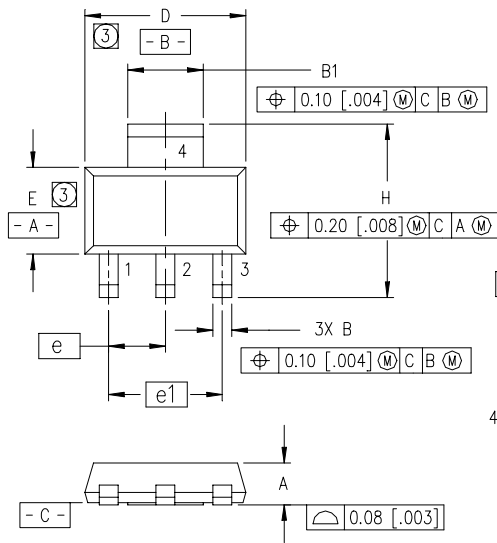 D
3
- B -
B1
⌖ 0.10 [.004] Ⓜ C B Ⓜ
4
E 3
H
- A -
⌖ 0.20 [.008] Ⓜ C A Ⓜ
1 2 3
3X B
e
⌖ 0.10 [.004] Ⓜ C B Ⓜ
e1
4
A
- C -
⌓ 0.08 [.003]